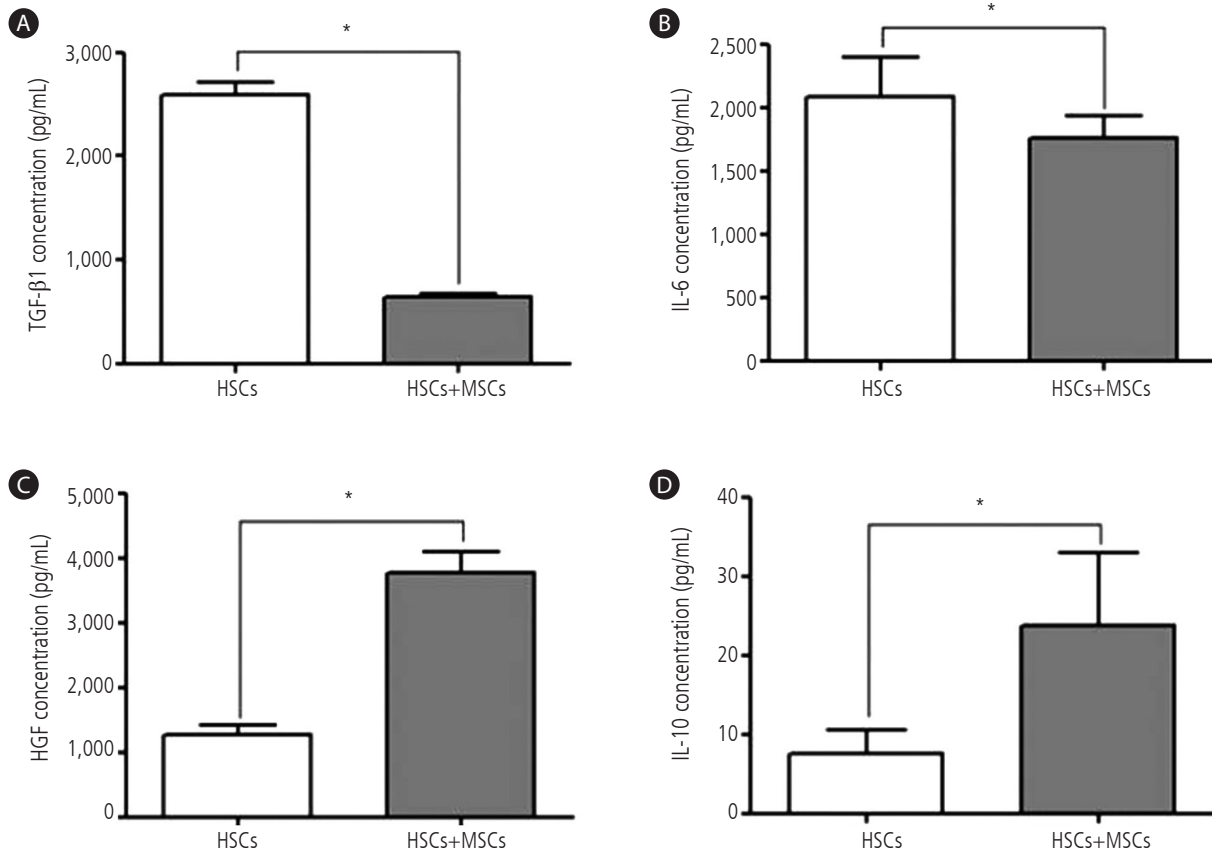 A
*
TGF-β1 concentration (pg/mL)
3,000
2,000
1,000
0
HSCs
HSCs+MSCs
B
*
IL-6 concentration (pg/mL)
2,500
2,000
1,500
1,000
500
0
HSCs
HSCs+MSCs
C
*
HGF concentration (pg/mL)
5,000
4,000
3,000
2,000
1,000
0
HSCs
HSCs+MSCs
D
*
IL-10 concentration (pg/mL)
40
30
20
10
0
HSCs
HSCs+MSCs